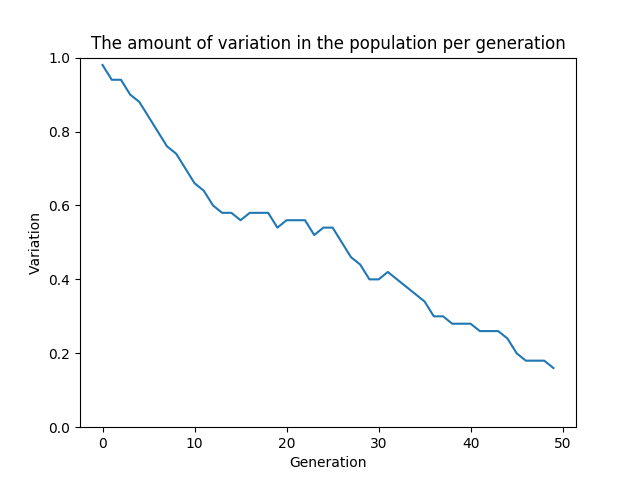 The amount of variation in the population per generation
1.0
0.8
0.6
0.4
0.2
0.0
Variation
0 10 20 30 40 50
Generation